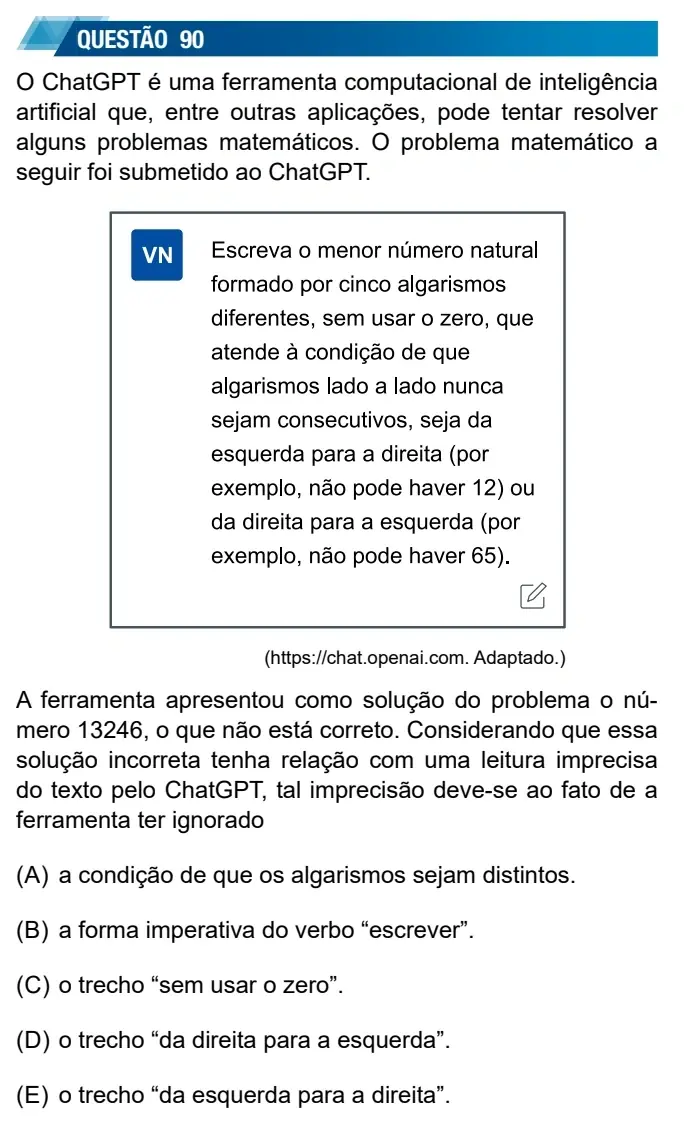 QUESTÃO 90
O ChatGPT é uma ferramenta computacional de inteligência
artificial que, entre outras aplicações, pode tentar resolver
alguns problemas matemáticos. O problema matemático a
seguir foi submetido ao ChatGPT.
VN
Escreva o menor número natural
formado por cinco algarismos
diferentes, sem usar o zero, que
atende à condição de que
algarismos lado a lado nunca
sejam consecutivos, seja da
esquerda para a direita (por
exemplo, não pode haver 12) ou
da direita para a esquerda (por
exemplo, não pode haver 65).
(https://chat.openai.com. Adaptado.)
A ferramenta apresentou como solução do problema o nú-
mero 13246, o que não está correto. Considerando que essa
solução incorreta tenha relação com uma leitura imprecisa
do texto pelo ChatGPT, tal imprecisão deve-se ao fato de a
ferramenta ter ignorado
(A) a condição de que os algarismos sejam distintos.
(B) a forma imperativa do verbo “escrever”.
(C) o trecho “sem usar o zero”.
(D) o trecho “da direita para a esquerda”.
(E) o trecho “da esquerda para a direita”.